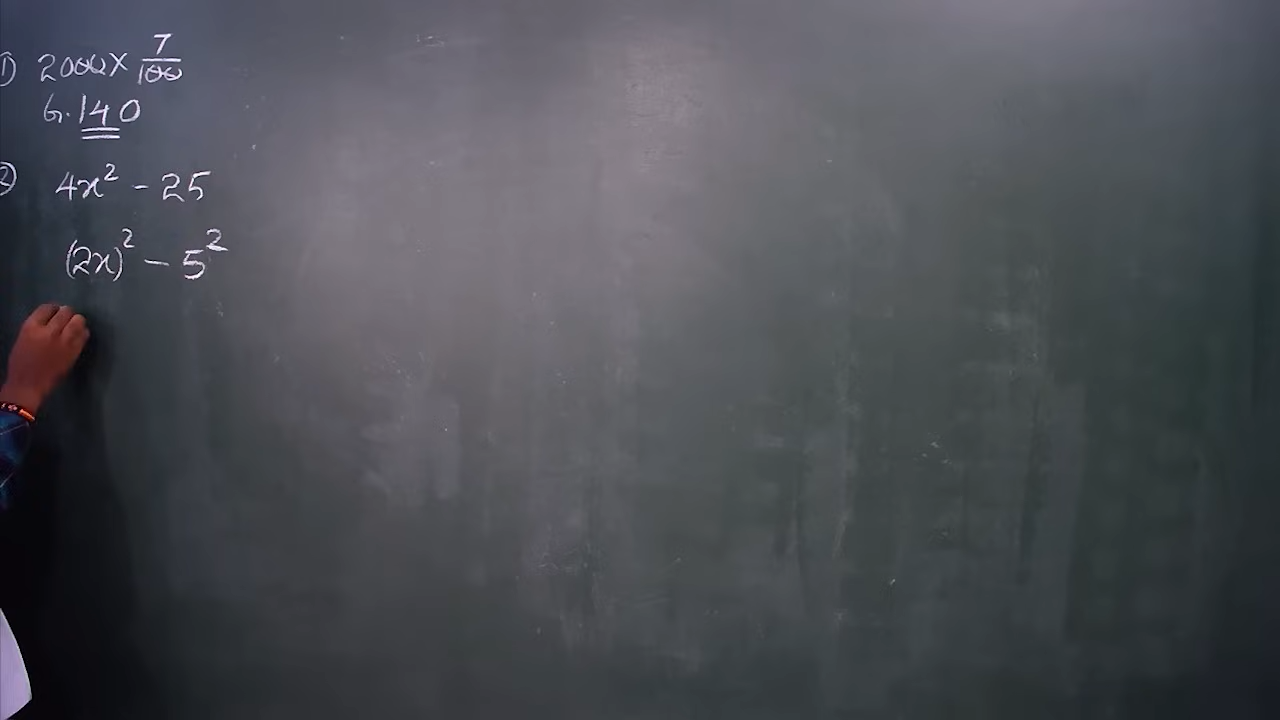 ① 2000 × 7/100
G. 140
② 4x² - 25
(2x)² - 5²